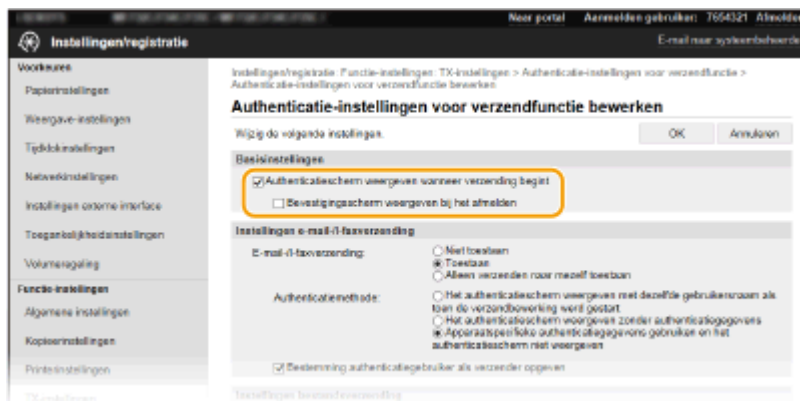 Naar portal Aanmelden gebruiker: 7654321 Afmelden
Instellingen/registratie
E-mail naar systeembeheerde
Voorkeuren
Papierinstellingen
Weergave-instellingen
Tijdklokinstellingen
Netwerkinstellingen
Instellingen externe interface
Toegankelijkheidsinstellingen
Volumeregeling
Functie-instellingen
Algemene instellingen
Kopieerinstellingen
Printerinstellingen
TX-instellingen
Instellingen/registratie: Functie-instellingen: TX-instellingen > Authenticatie-instellingen voor verzendfunctie >
Authenticatie-instellingen voor verzendfunctie bewerken
Authenticatie-instellingen voor verzendfunctie bewerken
Wijzig de volgende instellingen.
OK Annuleren
Basisinstellingen
Authenticatiescherm weergeven wanneer verzending begint
Bevestigingsscherm weergeven bij het afmelden
Instellingen e-mail-/I-faxverzending
E-mail-/I-faxverzending:
Niet toestaan
Toestaan
Alleen verzenden naar mezelf toestaan
Authenticatiemethode:
Het authenticatiescherm weergeven met dezelfde gebruikersnaam als
toen de verzendbewerking werd gestart
Het authenticatiescherm weergeven zonder authenticatiegegevens
Apparaatspecifieke authenticatiegegevens gebruiken en het
authenticatiescherm niet weergeven
Bestemming authenticatiegebruiker als verzender opgeven